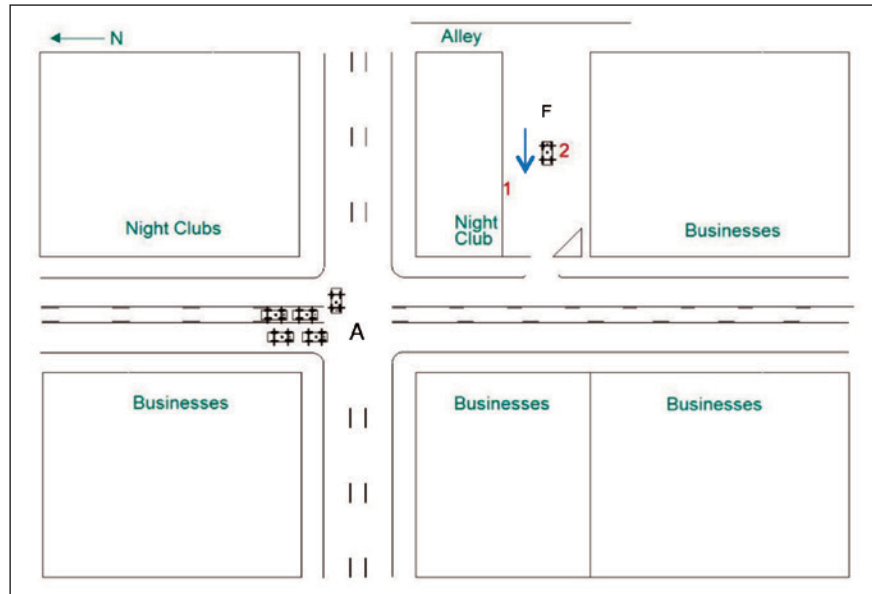 N
Alley
F
2
1
Night Clubs
Night
Club
Businesses
A
Businesses
Businesses
Businesses